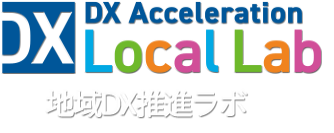 DX DX Acceleration
Local Lab
地域DX推進ラボ